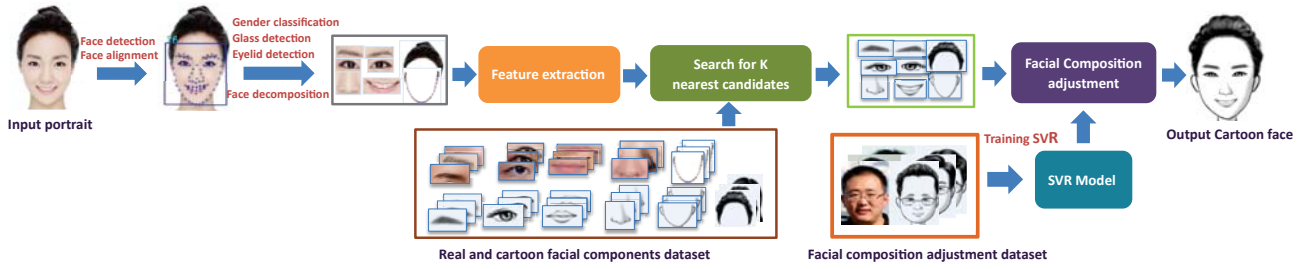 Input portrait
Face detection
Face alignment
Gender classification
Glass detection
Eyelid detection
Face decomposition
Feature extraction
Search for K
nearest candidates
Real and cartoon facial components dataset
Facial Composition
adjustment
Training SVR
SVR Model
Facial composition adjustment dataset
Output Cartoon face